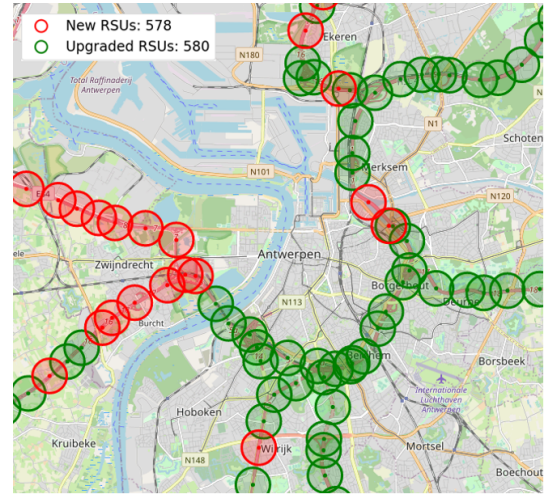 New RSUs: 578
Upgraded RSUs: 580
Ekeren
N180
Total Raffinaderij
Antwerpen
N1
Schoten
N101
Merksem
E34
N120
Antwerpen
Zwijndrecht
Borgerhout
Deurne
N113
Burcht
Berchem
Borsbeek
Internationale
Luchthaven
Antwerpen
Hoboken
Kruibeke
Wilrijk
Mortsel
N148
Boechout